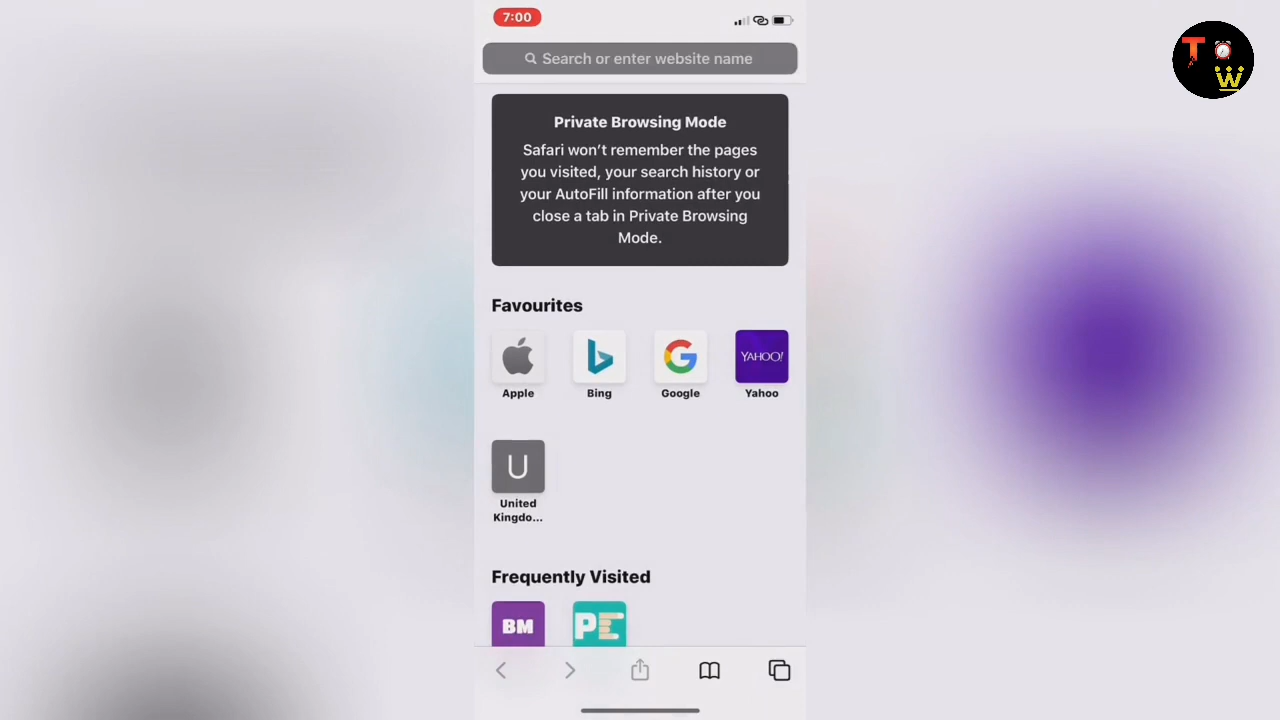 7:00
T
W
Search or enter website name
Private Browsing Mode
Safari won't remember the pages
you visited, your search history or
your AutoFill information after you
close a tab in Private Browsing
Mode.
Favourites
YAHOO!
Apple
Bing
Google
Yahoo
U
United
Kingdo...
Frequently Visited
BM
PE